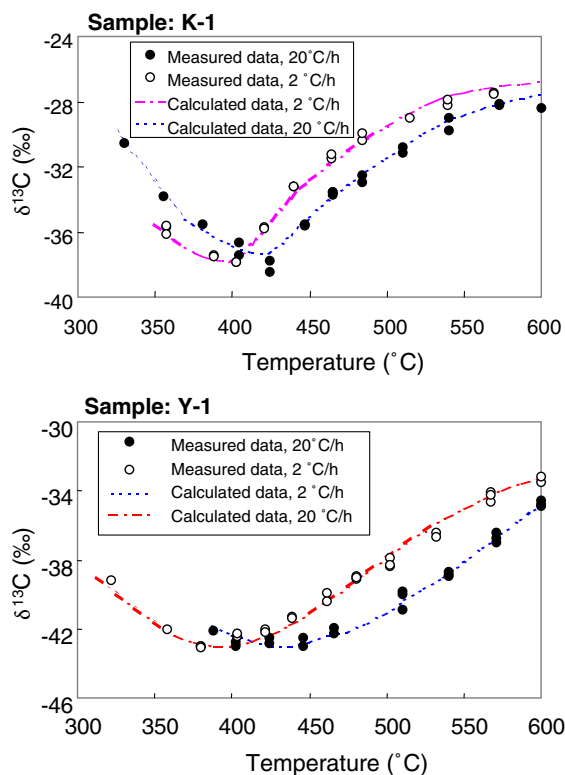 Sample: K-1
-24
-28
-32
-36
-40
δ¹³C (‰)
Measured data, 20˚C/h
Measured data, 2 ˚C/h
Calculated data, 2 ˚C/h
Calculated data, 20 ˚C/h
300 350 400 450 500 550 600
Temperature (˚C)
Sample: Y-1
-30
-34
-38
-42
-46
δ¹³C (‰)
Measured data, 20˚C/h
Measured data, 2 ˚C/h
Calculated data, 2 ˚C/h
Calculated data, 20 ˚C/h
300 350 400 450 500 550 600
Temperature (˚C)